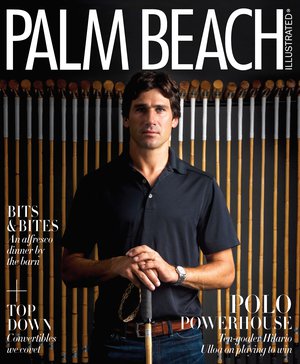 PALM BEACH
ILLUSTRATED®
BITS
&BITES
An alfresco
dinner by
the barn
TOP
DOWN
Convertibles
we covet
POLO
POWERHOUSE
Ten-goaler Hilario
Ulloa on playing to win